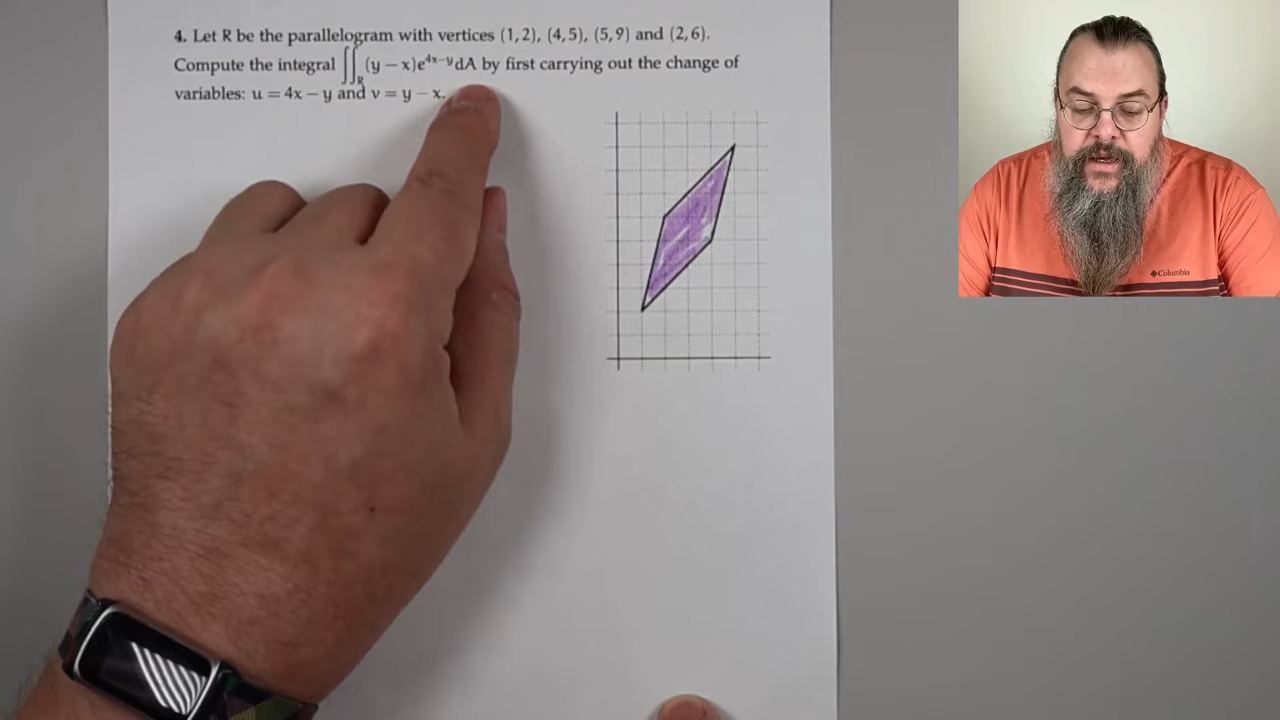 4. Let R be the parallelogram with vertices (1,2), (4,5), (5,9) and (2,6).
Compute the integral ∬_R (y − x)e^{4x−y}dA by first carrying out the change of
variables: u = 4x − y and v = y − x.
Columbia